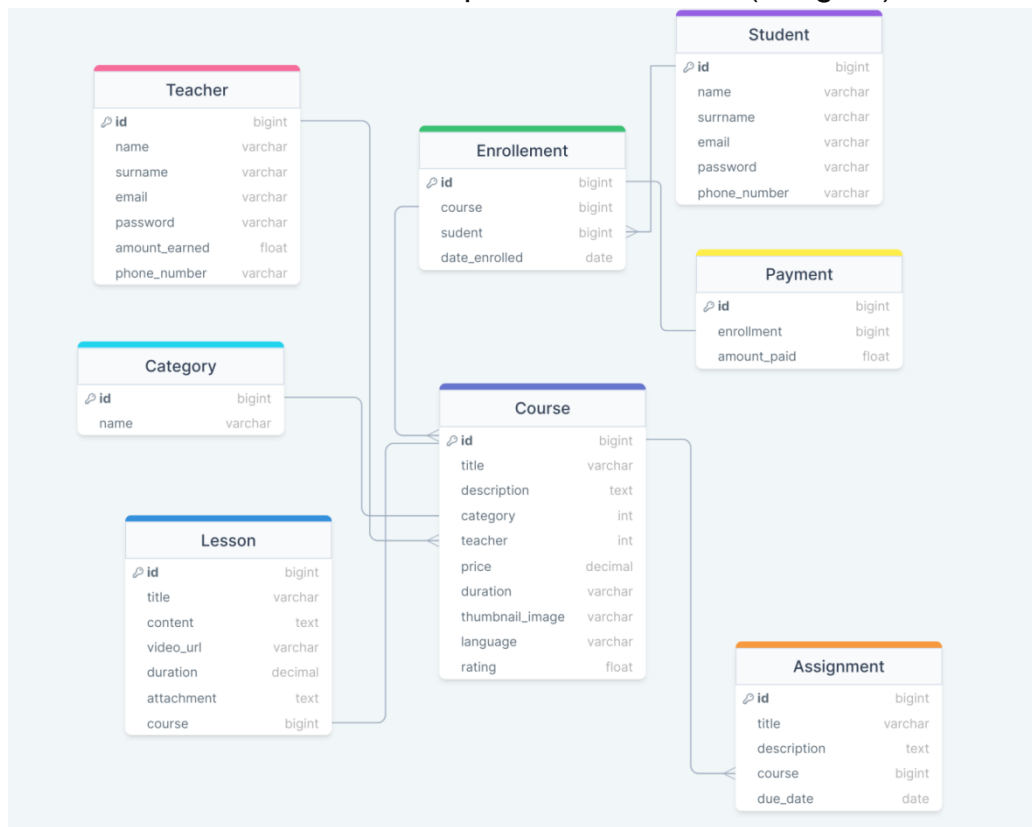 Student
id bigint
name varchar
surrname varchar
email varchar
password varchar
phone_number varchar
Teacher
id bigint
name varchar
surname varchar
email varchar
password varchar
amount_earned float
phone_number varchar
Enrollement
id bigint
course bigint
sudent bigint
date_enrolled date
Payment
id bigint
enrollment bigint
amount_paid float
Category
id bigint
name varchar
Course
id bigint
title varchar
description text
category int
teacher int
price decimal
duration varchar
thumbnail_image varchar
language varchar
rating float
Lesson
id bigint
title varchar
content text
video_url varchar
duration decimal
attachment text
course bigint
Assignment
id bigint
title varchar
description text
course bigint
due_date date